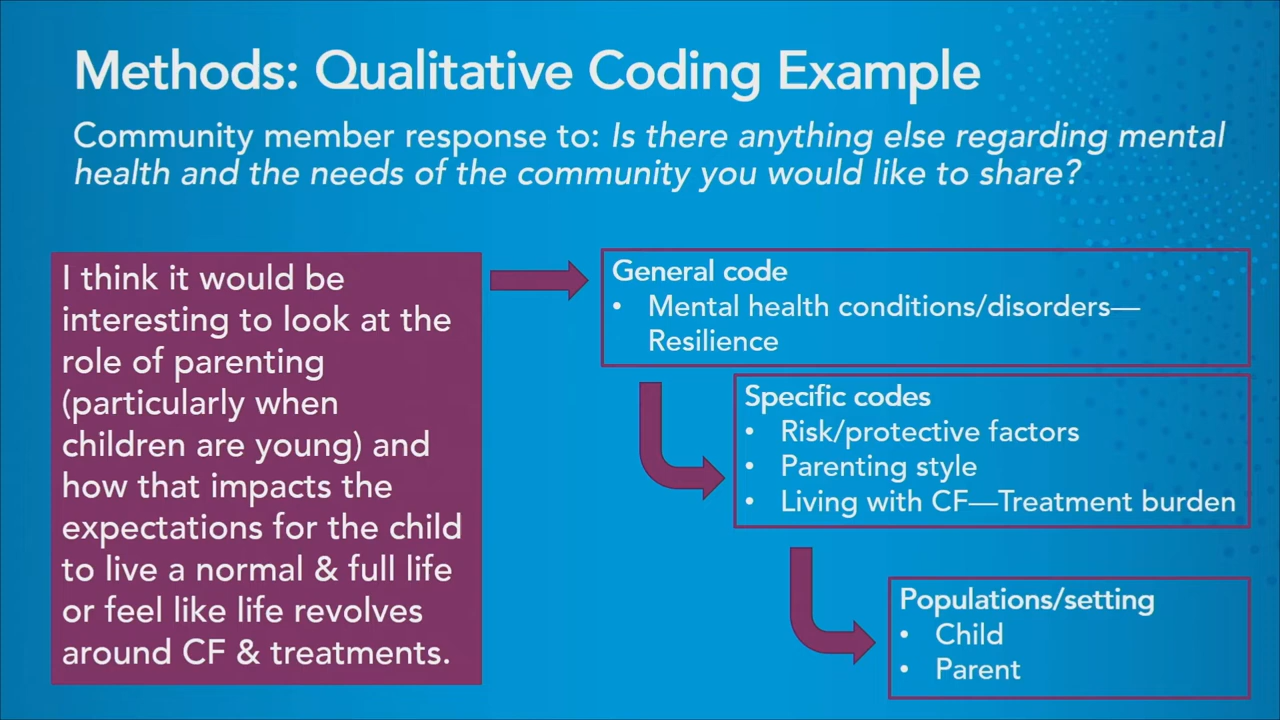 Methods: Qualitative Coding Example
Community member response to: Is there anything else regarding mental
health and the needs of the community you would like to share?
I think it would be
interesting to look at the
role of parenting
(particularly when
children are young) and
how that impacts the
expectations for the child
to live a normal & full life
or feel like life revolves
around CF & treatments.
General code
• Mental health conditions/disorders—
Resilience
Specific codes
• Risk/protective factors
• Parenting style
• Living with CF—Treatment burden
Populations/setting
• Child
• Parent